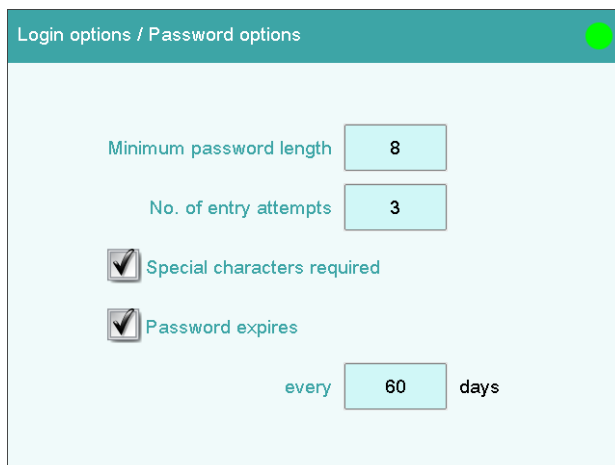 Login options / Password options
Minimum password length 8
No. of entry attempts 3
Special characters required
Password expires
every 60 days